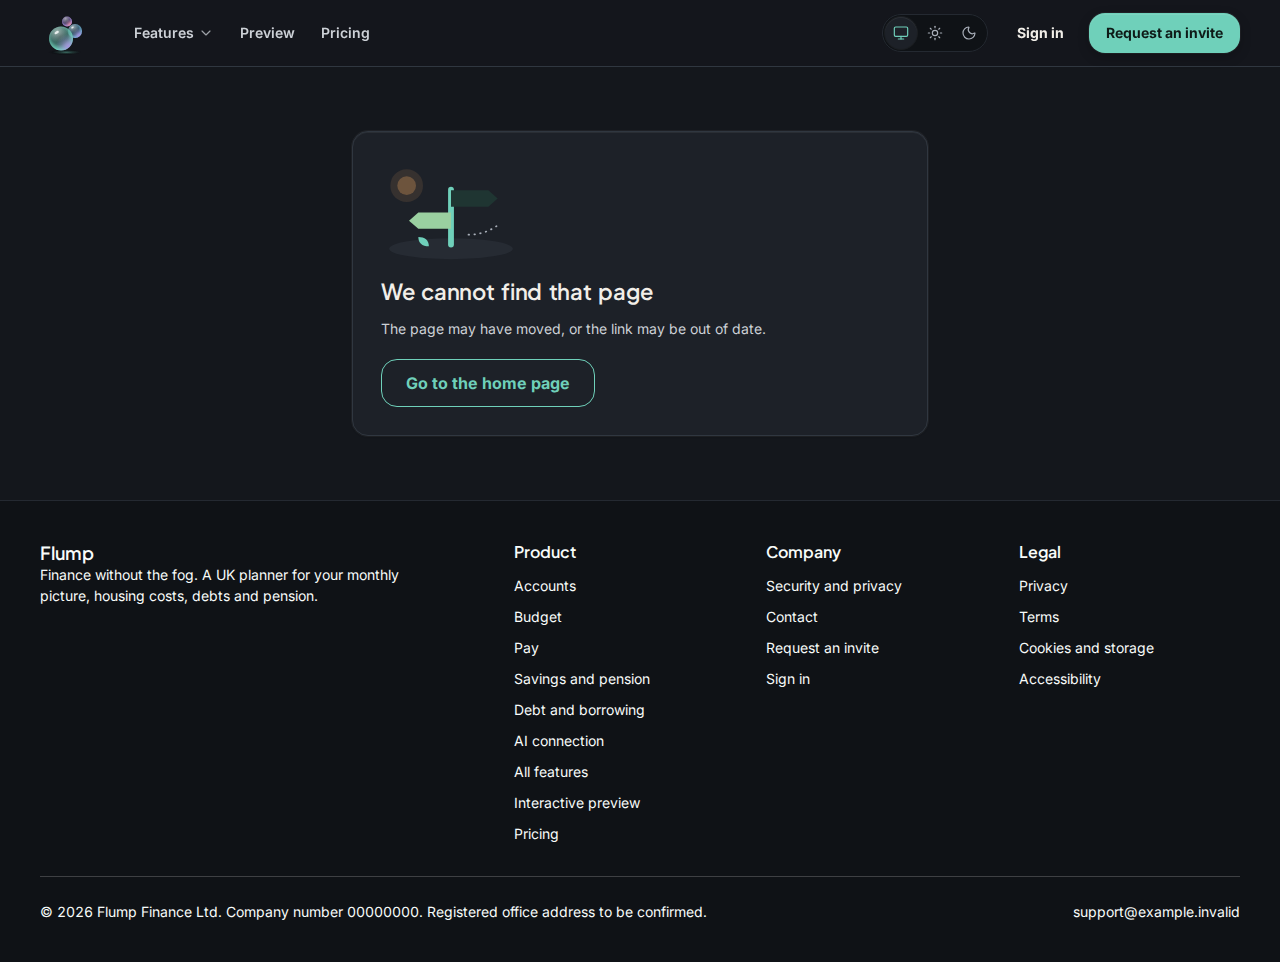 Features
Preview
Pricing
Sign in
Request an invite
We cannot find that page
The page may have moved, or the link may be out of date.
Go to the home page
Flump
Finance without the fog. A UK planner for your monthly
picture, housing costs, debts and pension.
Product
Accounts
Budget
Pay
Savings and pension
Debt and borrowing
AI connection
All features
Interactive preview
Pricing
Company
Security and privacy
Contact
Request an invite
Sign in
Legal
Privacy
Terms
Cookies and storage
Accessibility
© 2026 Flump Finance Ltd. Company number 00000000. Registered office address to be confirmed.
support@example.invalid